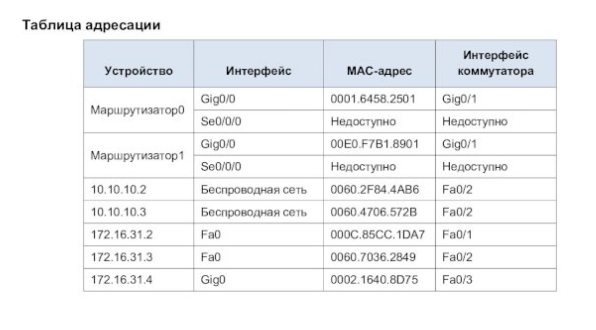 Таблица адресации
Устройство Интерфейс MAC-адрес Интерфейс коммутатора
Маршрутизатор0 Gig0/0 0001.6458.2501 Gig0/1
Se0/0/0 Недоступно Недоступно
Маршрутизатор1 Gig0/0 00E0.F7B1.8901 Gig0/1
Se0/0/0 Недоступно Недоступно
10.10.10.2 Беспроводная сеть 0060.2F84.4AB6 Fa0/2
10.10.10.3 Беспроводная сеть 0060.4706.572B Fa0/2
172.16.31.2 Fa0 000C.85CC.1DA7 Fa0/1
172.16.31.3 Fa0 0060.7036.2849 Fa0/2
172.16.31.4 Gig0 0002.1640.8D75 Fa0/3